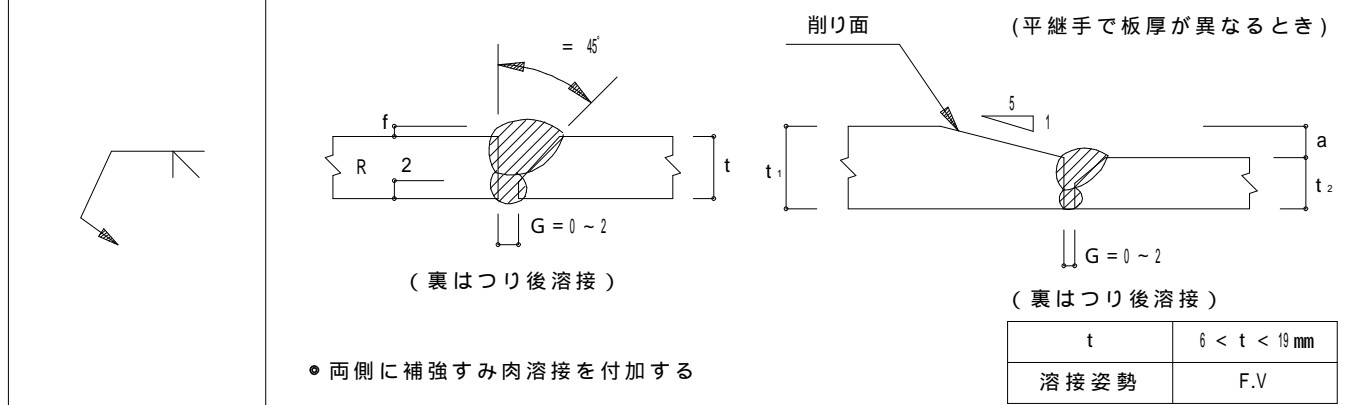 = 45°
f
R
2
t
G = 0 ~ 2
(裏はつり後溶接)
◎両側に補強すみ肉溶接を付加する
削り面
(平継手で板厚が異なるとき)
5
1
a
t1
t2
G = 0 ~ 2
(裏はつり後溶接)
t 6 < t < 19 mm
溶接姿勢 F.V